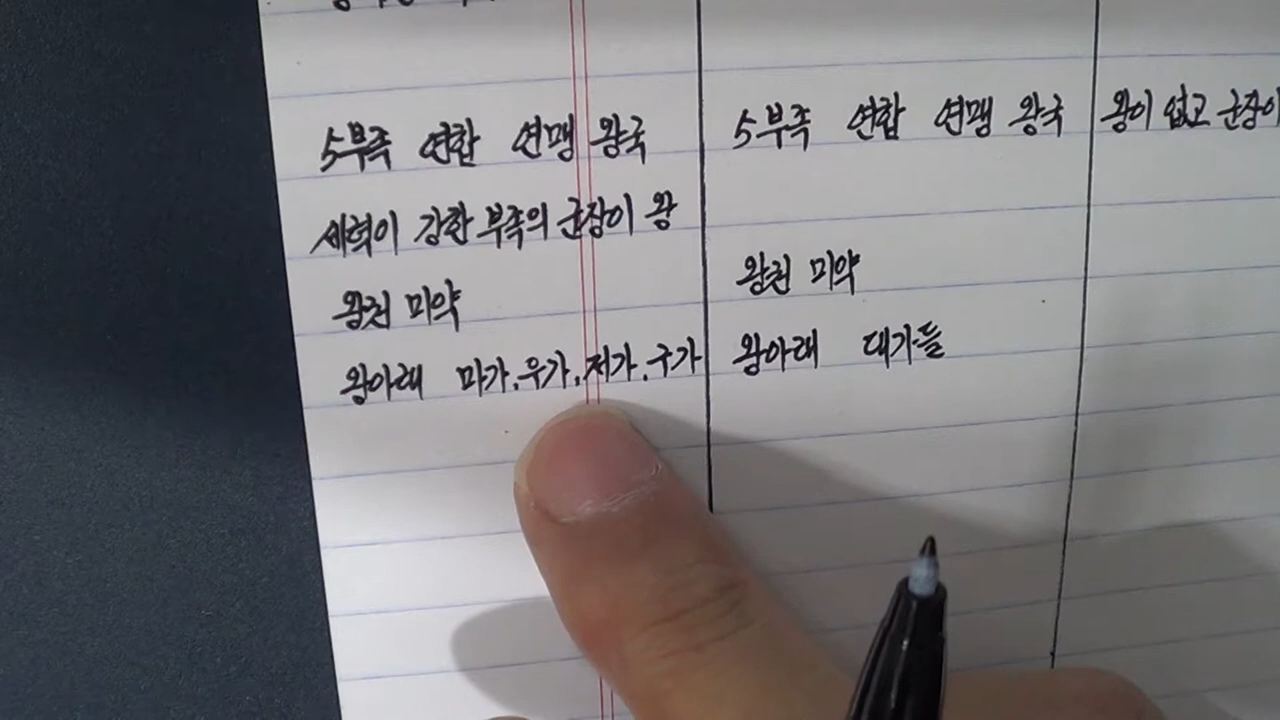 5부족 연합 연맹 왕국
세력이 강한 부족의 군장이 왕
왕권 미약
왕아래 마가.우가.저가.구가
5부족 연합 연맹 왕국
왕권 미약
왕아래 대가들
왕이 없고 군장이